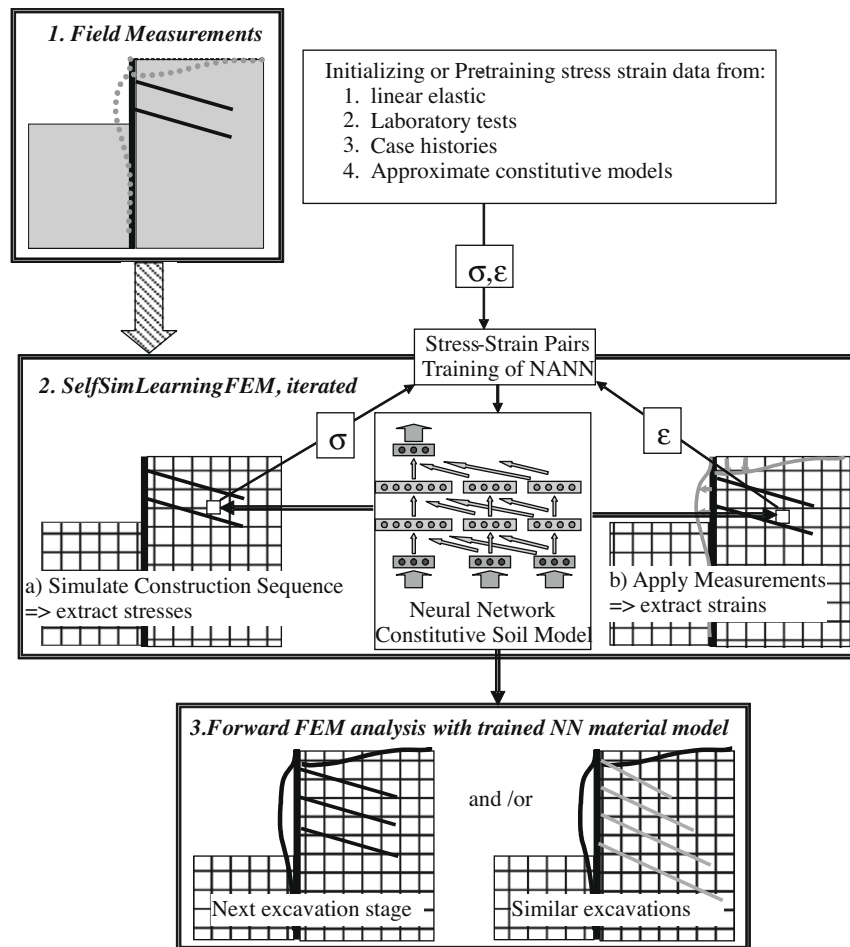 1. Field Measurements
Initializing or Pretraining stress strain data from:
1. linear elastic
2. Laboratory tests
3. Case histories
4. Approximate constitutive models
σ,ε
Stress-Strain Pairs
Training of NANN
2. SelfSimLearningFEM, iterated
σ
ε
a) Simulate Construction Sequence
=> extract stresses
b) Apply Measurements
=> extract strains
Neural Network
Constitutive Soil Model
3.Forward FEM analysis with trained NN material model
and /or
Next excavation stage
Similar excavations